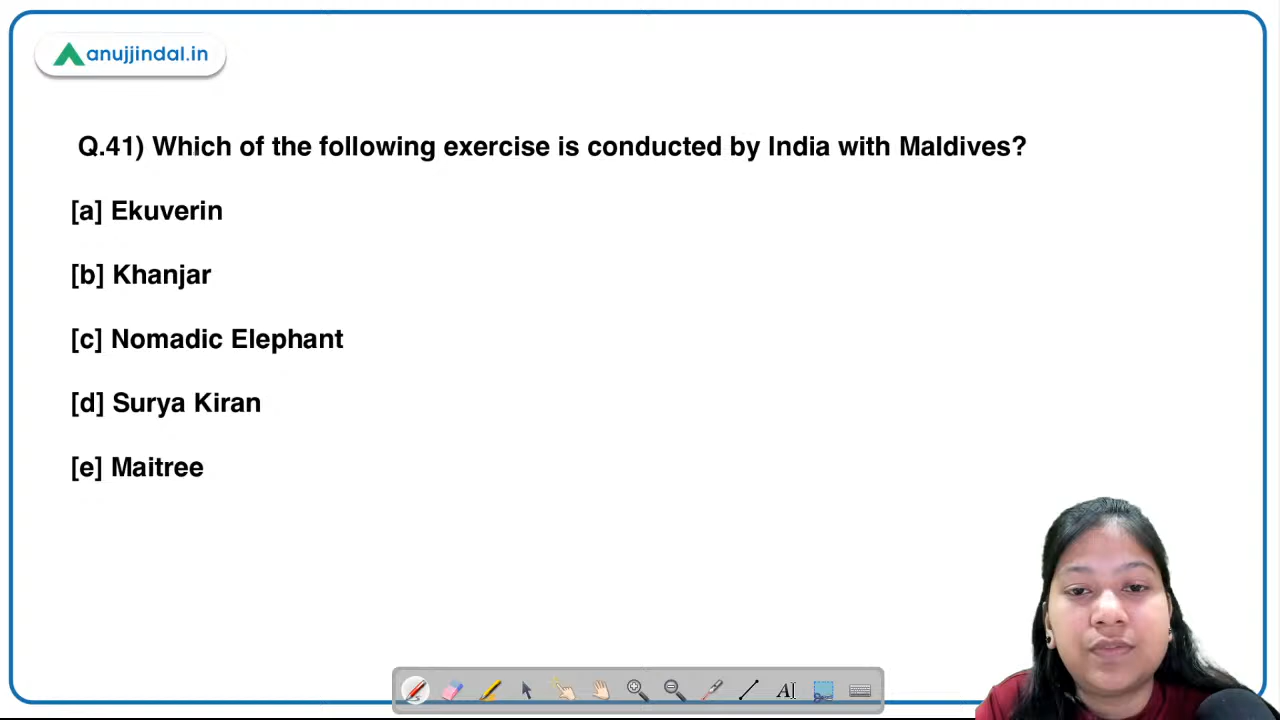 anujjindal.in
Q.41) Which of the following exercise is conducted by India with Maldives?
[a] Ekuverin
[b] Khanjar
[c] Nomadic Elephant
[d] Surya Kiran
[e] Maitree